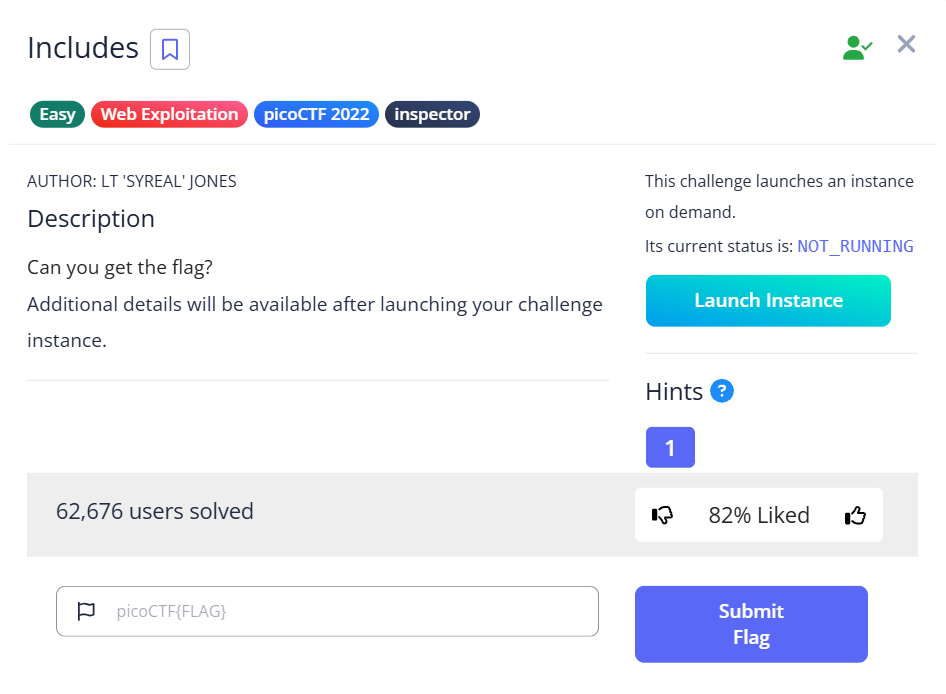 Includes
Easy Web Exploitation picoCTF 2022 inspector
AUTHOR: LT 'SYREAL' JONES
Description
Can you get the flag?
Additional details will be available after launching your challenge
instance.
This challenge launches an instance
on demand.
Its current status is: NOT_RUNNING
Launch Instance
Hints ?
1
62,676 users solved
82% Liked
picoCTF{FLAG}
Submit
Flag